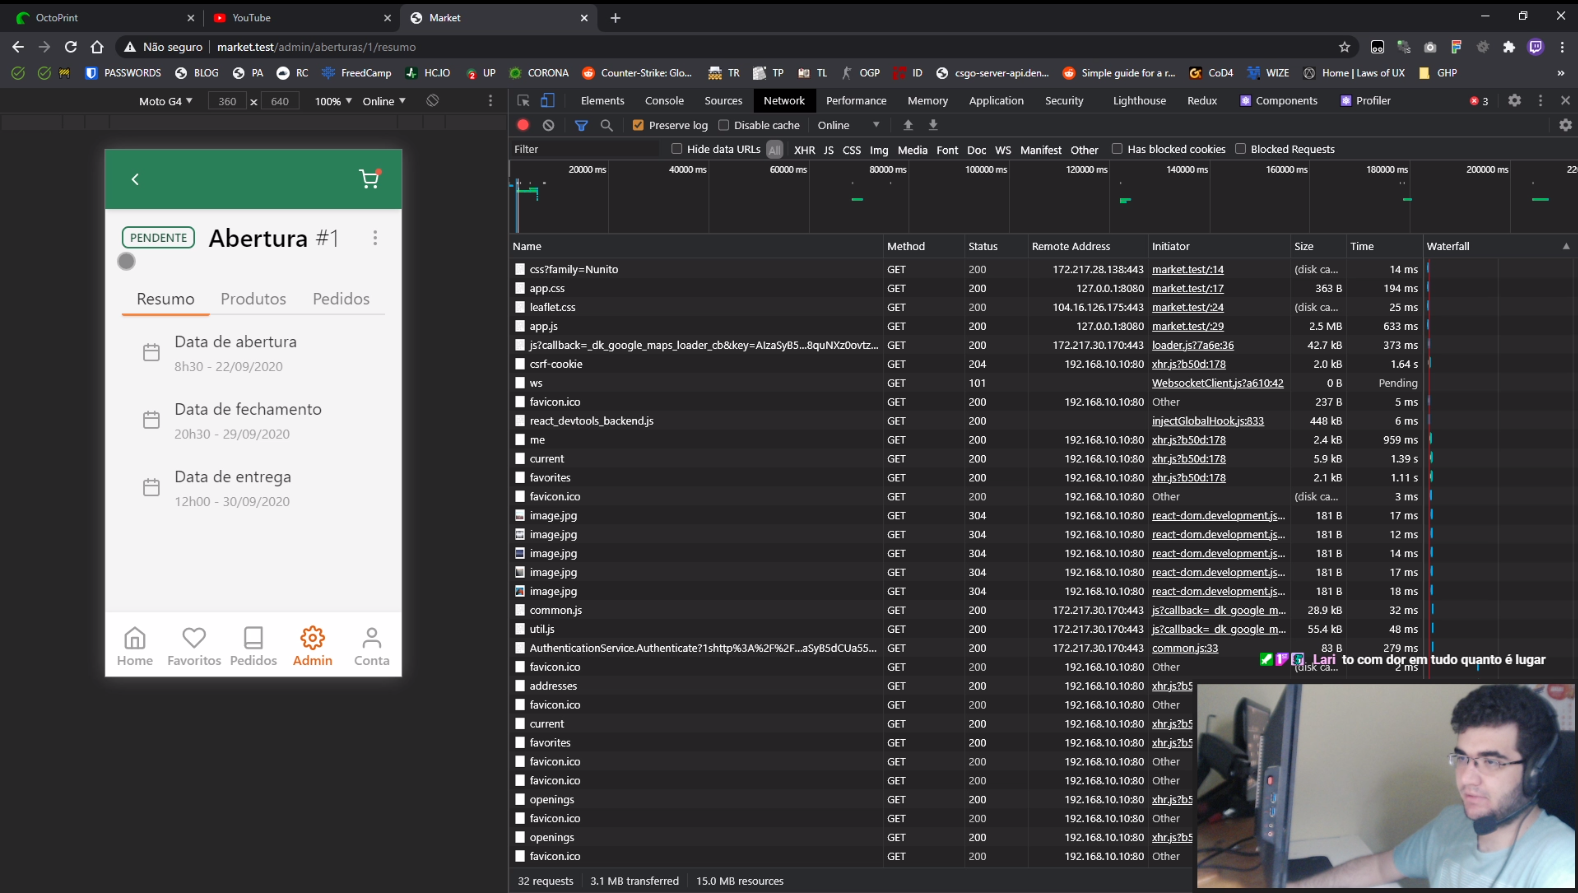 OctoPrint
YouTube
Market
Não seguro | market.test/admin/aberturas/1/resumo
PASSWORDS BLOG PA RC FreedCamp HC.IO UP CORONA Counter-Strike: Glo... TR TP TL OGP ID csgo-server-api.den... Simple guide for a r... CoD4 WIZE Home | Laws of UX GHP »
Moto G4 360 x 640 100% Online
Elements Console Sources Network Performance Memory Application Security Lighthouse Redux Components Profiler 3
Preserve log Disable cache Online
Filter Hide data URLs All XHR JS CSS Img Media Font Doc WS Manifest Other Has blocked cookies Blocked Requests
20000 ms 40000 ms 60000 ms 80000 ms 100000 ms 120000 ms 140000 ms 160000 ms 180000 ms 200000 ms 220
PENDENTE Abertura #1
Resumo Produtos Pedidos
Data de abertura
8h30 - 22/09/2020
Data de fechamento
20h30 - 29/09/2020
Data de entrega
12h00 - 30/09/2020
Home Favoritos Pedidos Admin Conta
Name Method Status Remote Address Initiator Size Time Waterfall
css?family=Nunito GET 200 172.217.28.138:443 market.test/:14 (disk ca... 14 ms
app.css GET 200 127.0.0.1:8080 market.test/:17 363 B 194 ms
leaflet.css GET 200 104.16.126.175:443 market.test/:24 (disk ca... 25 ms
app.js GET 200 127.0.0.1:8080 market.test/:29 2.5 MB 633 ms
js?callback=_dk_google_maps_loader_cb&key=AIzaSyB5...8quNXz0ovtz... GET 200 172.217.30.170:443 loader.js?7a6e:36 42.7 kB 373 ms
csrf-cookie GET 204 192.168.10.10:80 xhr.js?b50d:178 2.0 kB 1.64 s
ws GET 101 WebsocketClient.js?a610:42 0 B Pending
favicon.ico GET 200 192.168.10.10:80 Other 237 B 5 ms
react_devtools_backend.js GET 200 injectGlobalHook.js:833 448 kB 6 ms
me GET 200 192.168.10.10:80 xhr.js?b50d:178 2.4 kB 959 ms
current GET 200 192.168.10.10:80 xhr.js?b50d:178 5.9 kB 1.39 s
favorites GET 200 192.168.10.10:80 xhr.js?b50d:178 2.1 kB 1.11 s
favicon.ico GET 200 192.168.10.10:80 Other (disk ca... 3 ms
image.jpg GET 304 192.168.10.10:80 react-dom.development.js... 181 B 17 ms
image.jpg GET 304 192.168.10.10:80 react-dom.development.js... 181 B 12 ms
image.jpg GET 304 192.168.10.10:80 react-dom.development.js... 181 B 14 ms
image.jpg GET 304 192.168.10.10:80 react-dom.development.js... 181 B 17 ms
image.jpg GET 304 192.168.10.10:80 react-dom.development.js... 181 B 18 ms
common.js GET 200 172.217.30.170:443 js?callback=_dk_google_m... 28.9 kB 32 ms
util.js GET 200 172.217.30.170:443 js?callback=_dk_google_m... 55.4 kB 48 ms
AuthenticationService.Authenticate?1shttp%3A%2F%2F...aSyB5dCUa55... GET 200 172.217.30.170:443 common.js:33 83 B 279 ms
Lari to com dor em tudo quanto é lugar
favicon.ico GET 200 192.168.10.10:80 Other (disk ca... 2 ms
addresses GET 200 192.168.10.10:80 xhr.js?b5
favicon.ico GET 200 192.168.10.10:80 Other
current GET 200 192.168.10.10:80 xhr.js?b5
favorites GET 200 192.168.10.10:80 xhr.js?b5
favicon.ico GET 200 192.168.10.10:80 Other
favicon.ico GET 200 192.168.10.10:80 Other
openings GET 200 192.168.10.10:80 xhr.js?b5
favicon.ico GET 200 192.168.10.10:80 Other
openings GET 200 192.168.10.10:80 xhr.js?b5
favicon.ico GET 200 192.168.10.10:80 Other
32 requests 3.1 MB transferred 15.0 MB resources